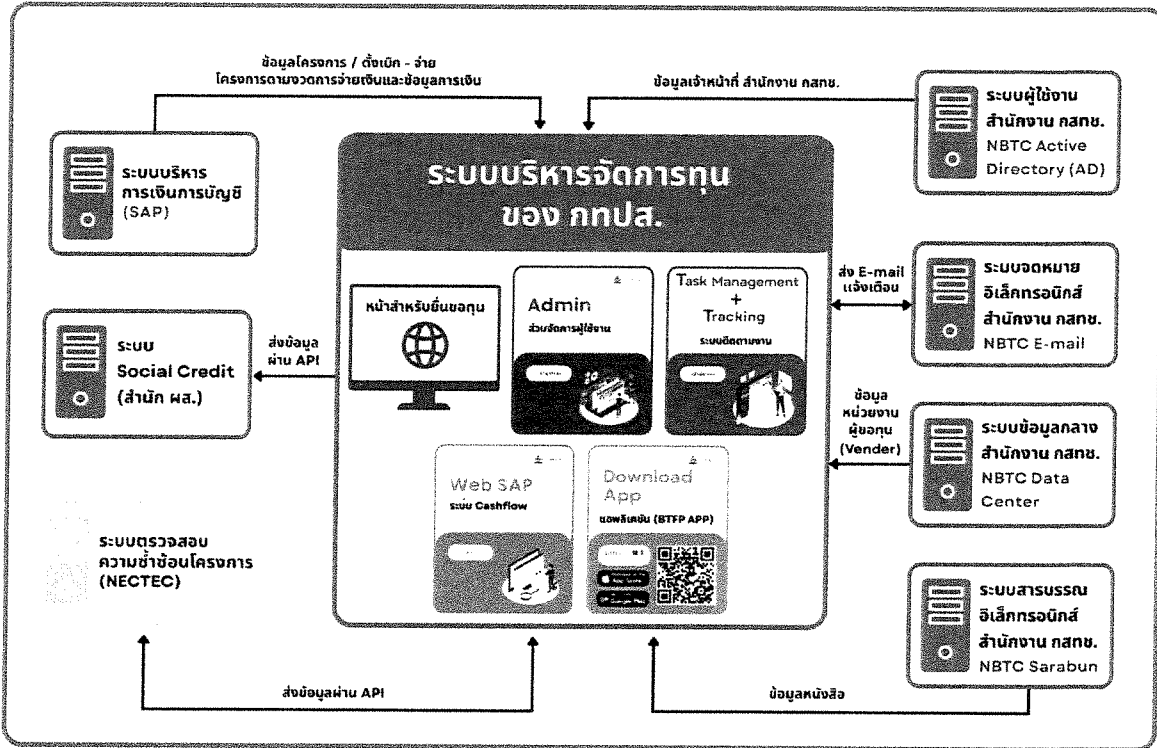 ข้อมูลโครงการ / ตั้งเบิก - จ่าย
โครงการตามงวดการจ่ายเงินและข้อมูลการเงิน
ข้อมูลเจ้าหน้าที่ สำนักงาน กสทช.
ระบบบริหาร
การเงินการบัญชี
(SAP)
ระบบผู้ใช้งาน
สำนักงาน กสทช.
NBTC Active
Directory (AD)
ระบบบริหารจัดการทุน
ของ กทปส.
หน้าสำหรับยื่นขอทุน
Admin
ส่วนจัดการผู้ใช้งาน
Task Management
+
Tracking
ระบบติดตามงาน
ส่ง E-mail
แจ้งเตือน
ระบบจดหมาย
อิเล็กทรอนิกส์
สำนักงาน กสทช.
NBTC E-mail
ระบบ
Social Credit
(สำนัก ผส.)
ส่งข้อมูล
ผ่าน API
ข้อมูล
หน่วยงาน
ผู้ขอทุน
(Vender)
ระบบข้อมูลกลาง
สำนักงาน กสทช.
NBTC Data
Center
Web SAP
ระบบ Cashflow
Download
App
แอพลิเคชัน (BTFP APP)
ระบบตรวจสอบ
ความซ้ำซ้อนโครงการ
(NECTEC)
ระบบสารบรรณ
อิเล็กทรอนิกส์
สำนักงาน กสทช.
NBTC Sarabun
ส่งข้อมูลผ่าน API
ข้อมูลหนังสือ